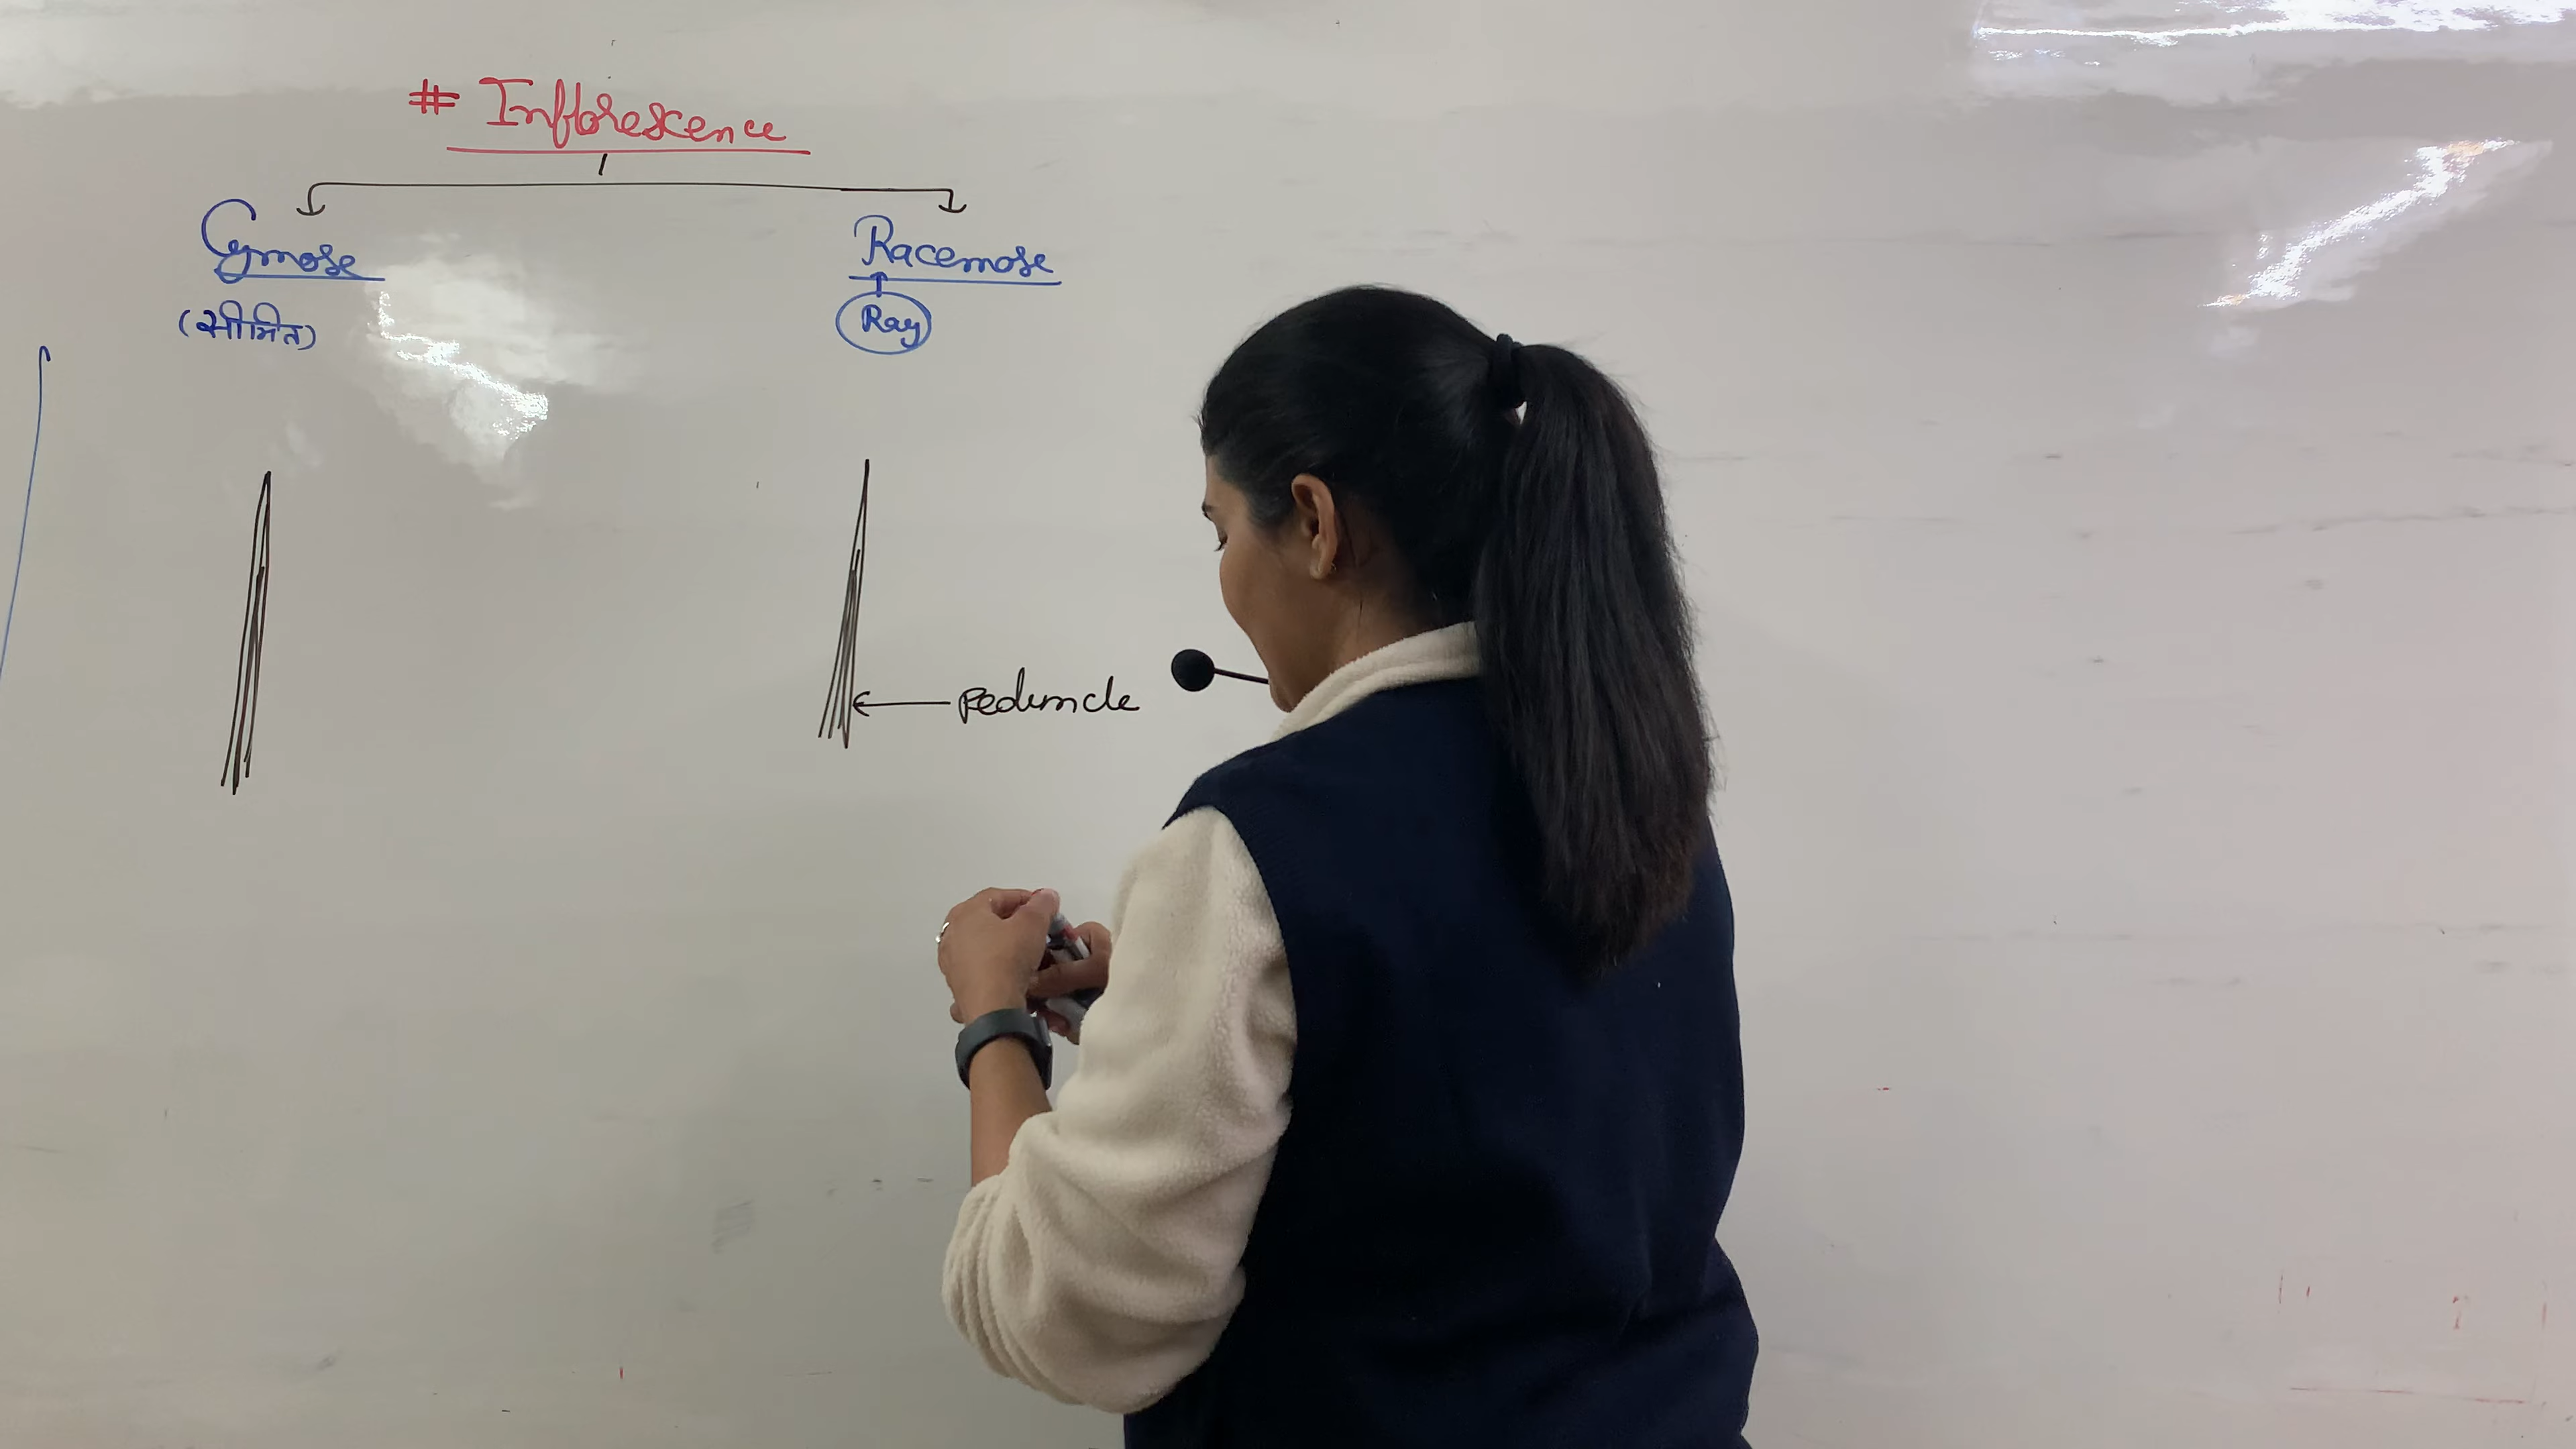 # Inflorescence
Cymose
Racemose
(सीमित)
Ray
Peduncle